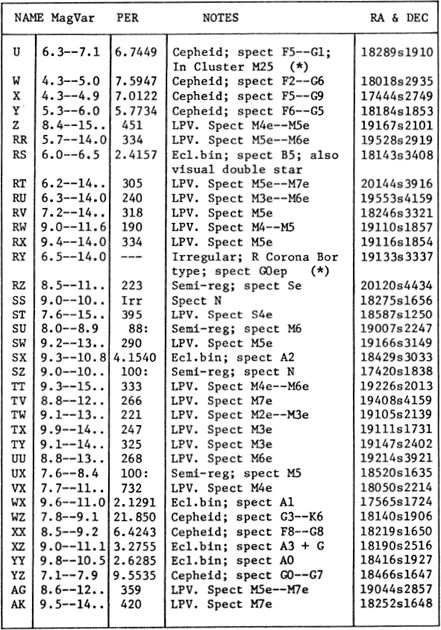 NAME MagVar PER NOTES RA & DEC
U 6.3--7.1 6.7449 Cepheid; spect F5--G1; 18289s1910
In Cluster M25 (*)
W 4.3--5.0 7.5947 Cepheid; spect F2--G6 18018s2935
X 4.3--4.9 7.0122 Cepheid; spect F5--G9 17444s2749
Y 5.3--6.0 5.7734 Cepheid; spect F6--G5 18184s1853
Z 8.4--15.. 451 LPV. Spect M4e--M5e 19167s2101
RR 5.7--14.0 334 LPV. Spect M5e--M6e 19528s2919
RS 6.0--6.5 2.4157 Ecl.bin; spect B5; also 18143s3408
visual double star
RT 6.2--14.. 305 LPV. Spect M5e--M7e 20144s3916
RU 6.3--14.0 240 LPV. Spect M3e--M6e 19553s4159
RV 7.2--14.. 318 LPV. Spect M5e 18246s3321
RW 9.0--11.6 190 LPV. Spect M4--M5 19110s1857
RX 9.4--14.0 334 LPV. Spect M5e 19116s1854
RY 6.5--14.0 --- Irregular; R Corona Bor 19133s3337
type; spect G0ep (*)
RZ 8.5--11.. 223 Semi-reg; spect Se 20120s4434
SS 9.0--10.. Irr Spect N 18275s1656
ST 7.6--15.. 395 LPV. Spect S4e 18587s1250
SU 8.0--8.9 88: Semi-reg; spect M6 19007s2247
SW 9.2--13.. 290 LPV. Spect M5e 19166s3149
SX 9.3--10.8 4.1540 Ecl.bin; spect A2 18429s3033
SZ 9.0--10.. 100: Semi-reg; spect N 17420s1838
TT 9.3--15.. 333 LPV. Spect M4e--M6e 19226s2013
TV 8.8--12.. 266 LPV. Spect M7e 19408s4159
TW 9.1--13.. 221 LPV. Spect M2e--M3e 19105s2139
TX 9.9--14.. 247 LPV. Spect M3e 19111s1731
TY 9.1--14.. 325 LPV. Spect M3e 19147s2402
UU 8.8--13.. 268 LPV. Spect M6e 19214s3921
UX 7.6--8.4 100: Semi-reg; spect M5 18520s1635
VX 7.7--11.. 732 LPV. Spect M4e 18050s2214
WX 9.6--11.0 2.1291 Ecl.bin; spect A1 17565s1724
WZ 7.8--9.1 21.850 Cepheid; spect G3--K6 18140s1906
XX 8.5--9.2 6.4243 Cepheid; spect F8--G8 18219s1650
XZ 9.0--11.1 3.2755 Ecl.bin; spect A3 + G 18190s2516
YY 9.8--10.5 2.6285 Ecl.bin; spect A0 18416s1927
YZ 7.1--7.9 9.5535 Cepheid; spect G0--G7 18466s1647
AG 8.6--12.. 359 LPV. Spect M5e--M7e 19044s2857
AK 9.5--14.. 420 LPV. Spect M7e 18252s1648